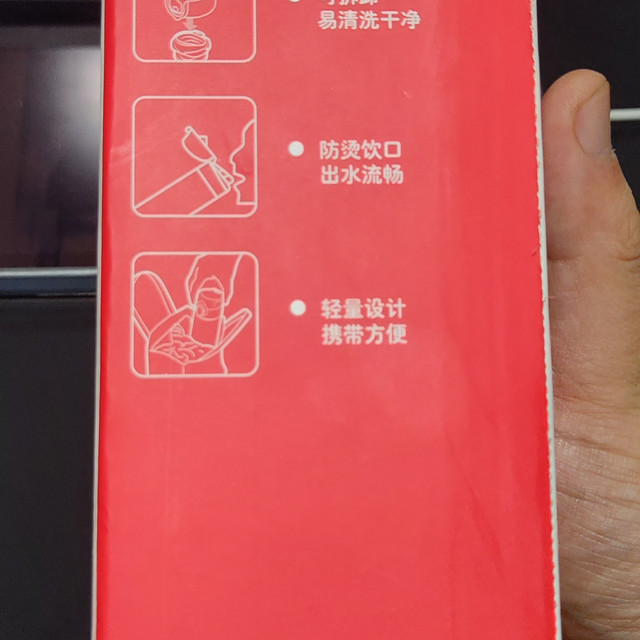 易清洗干净
防烫饮口
出水流畅
轻量设计
携带方便